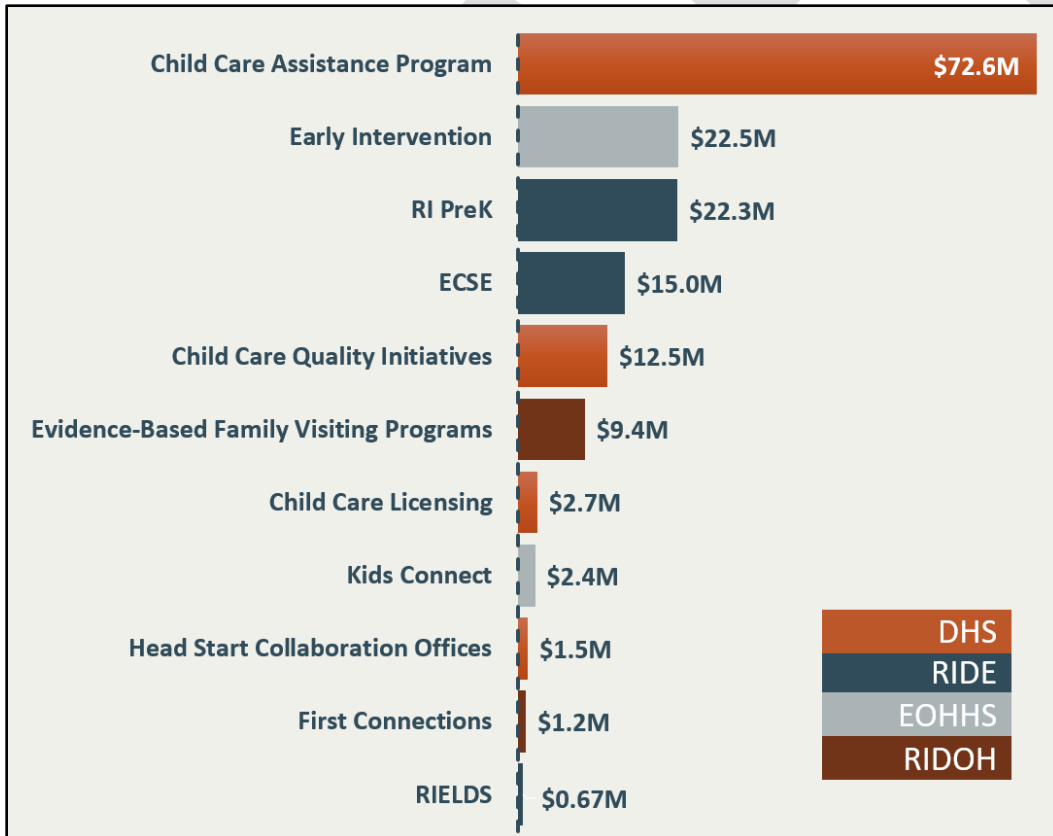 Child Care Assistance Program
$72.6M
Early Intervention
$22.5M
RI PreK
$22.3M
ECSE
$15.0M
Child Care Quality Initiatives
$12.5M
Evidence-Based Family Visiting Programs
$9.4M
Child Care Licensing
$2.7M
Kids Connect
$2.4M
Head Start Collaboration Offices
$1.5M
First Connections
$1.2M
RIELDS
$0.67M
DHS
RIDE
EOHHS
RIDOH